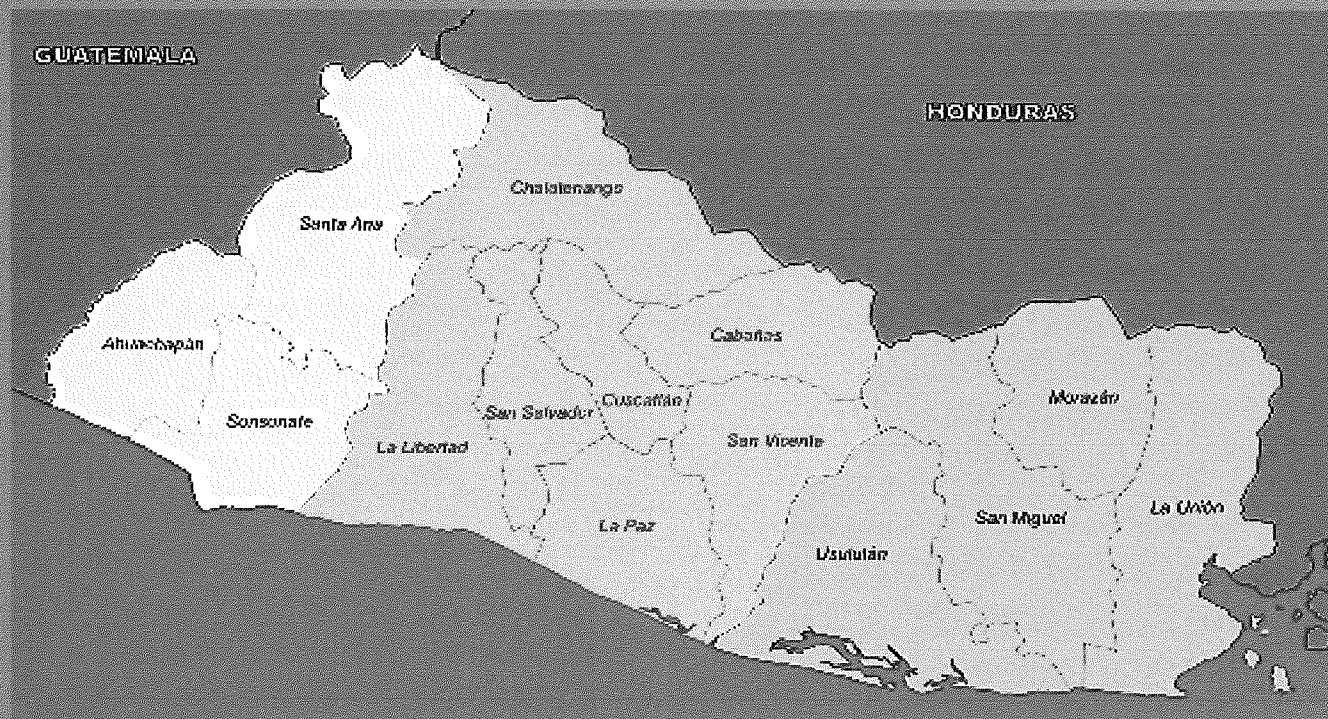 GUATEMALA
HONDURAS
Chalatenango
Santa Ana
Cabañas
Ahuachapán
Morazán
Cuscatlán
San Salvador
Sonsonate
San Vicente
La Libertad
La Unión
San Miguel
La Paz
Usulután